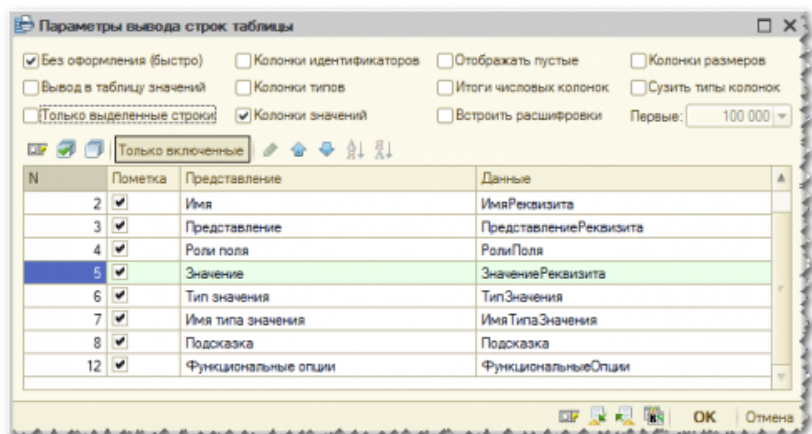 Параметры вывода строк таблицы
Без оформления (быстро) Колонки идентификаторов Отображать пустые Колонки размеров
Вывод в таблицу значений Колонки типов Итоги числовых колонок Сузить типы колонок
Только выделенные строки Колонки значений Встроить расшифровки Первые: 100 000
Только включенные
N Пометка Представление Данные
2 Имя ИмяРеквизита
3 Представление ПредставлениеРеквизита
4 Роли поля РолиПоля
5 Значение ЗначениеРеквизита
6 Тип значения ТипЗначения
7 Имя типа значения ИмяТипаЗначения
8 Подсказка Подсказка
12 Функциональные опции ФункциональныеОпции
OK Отмена